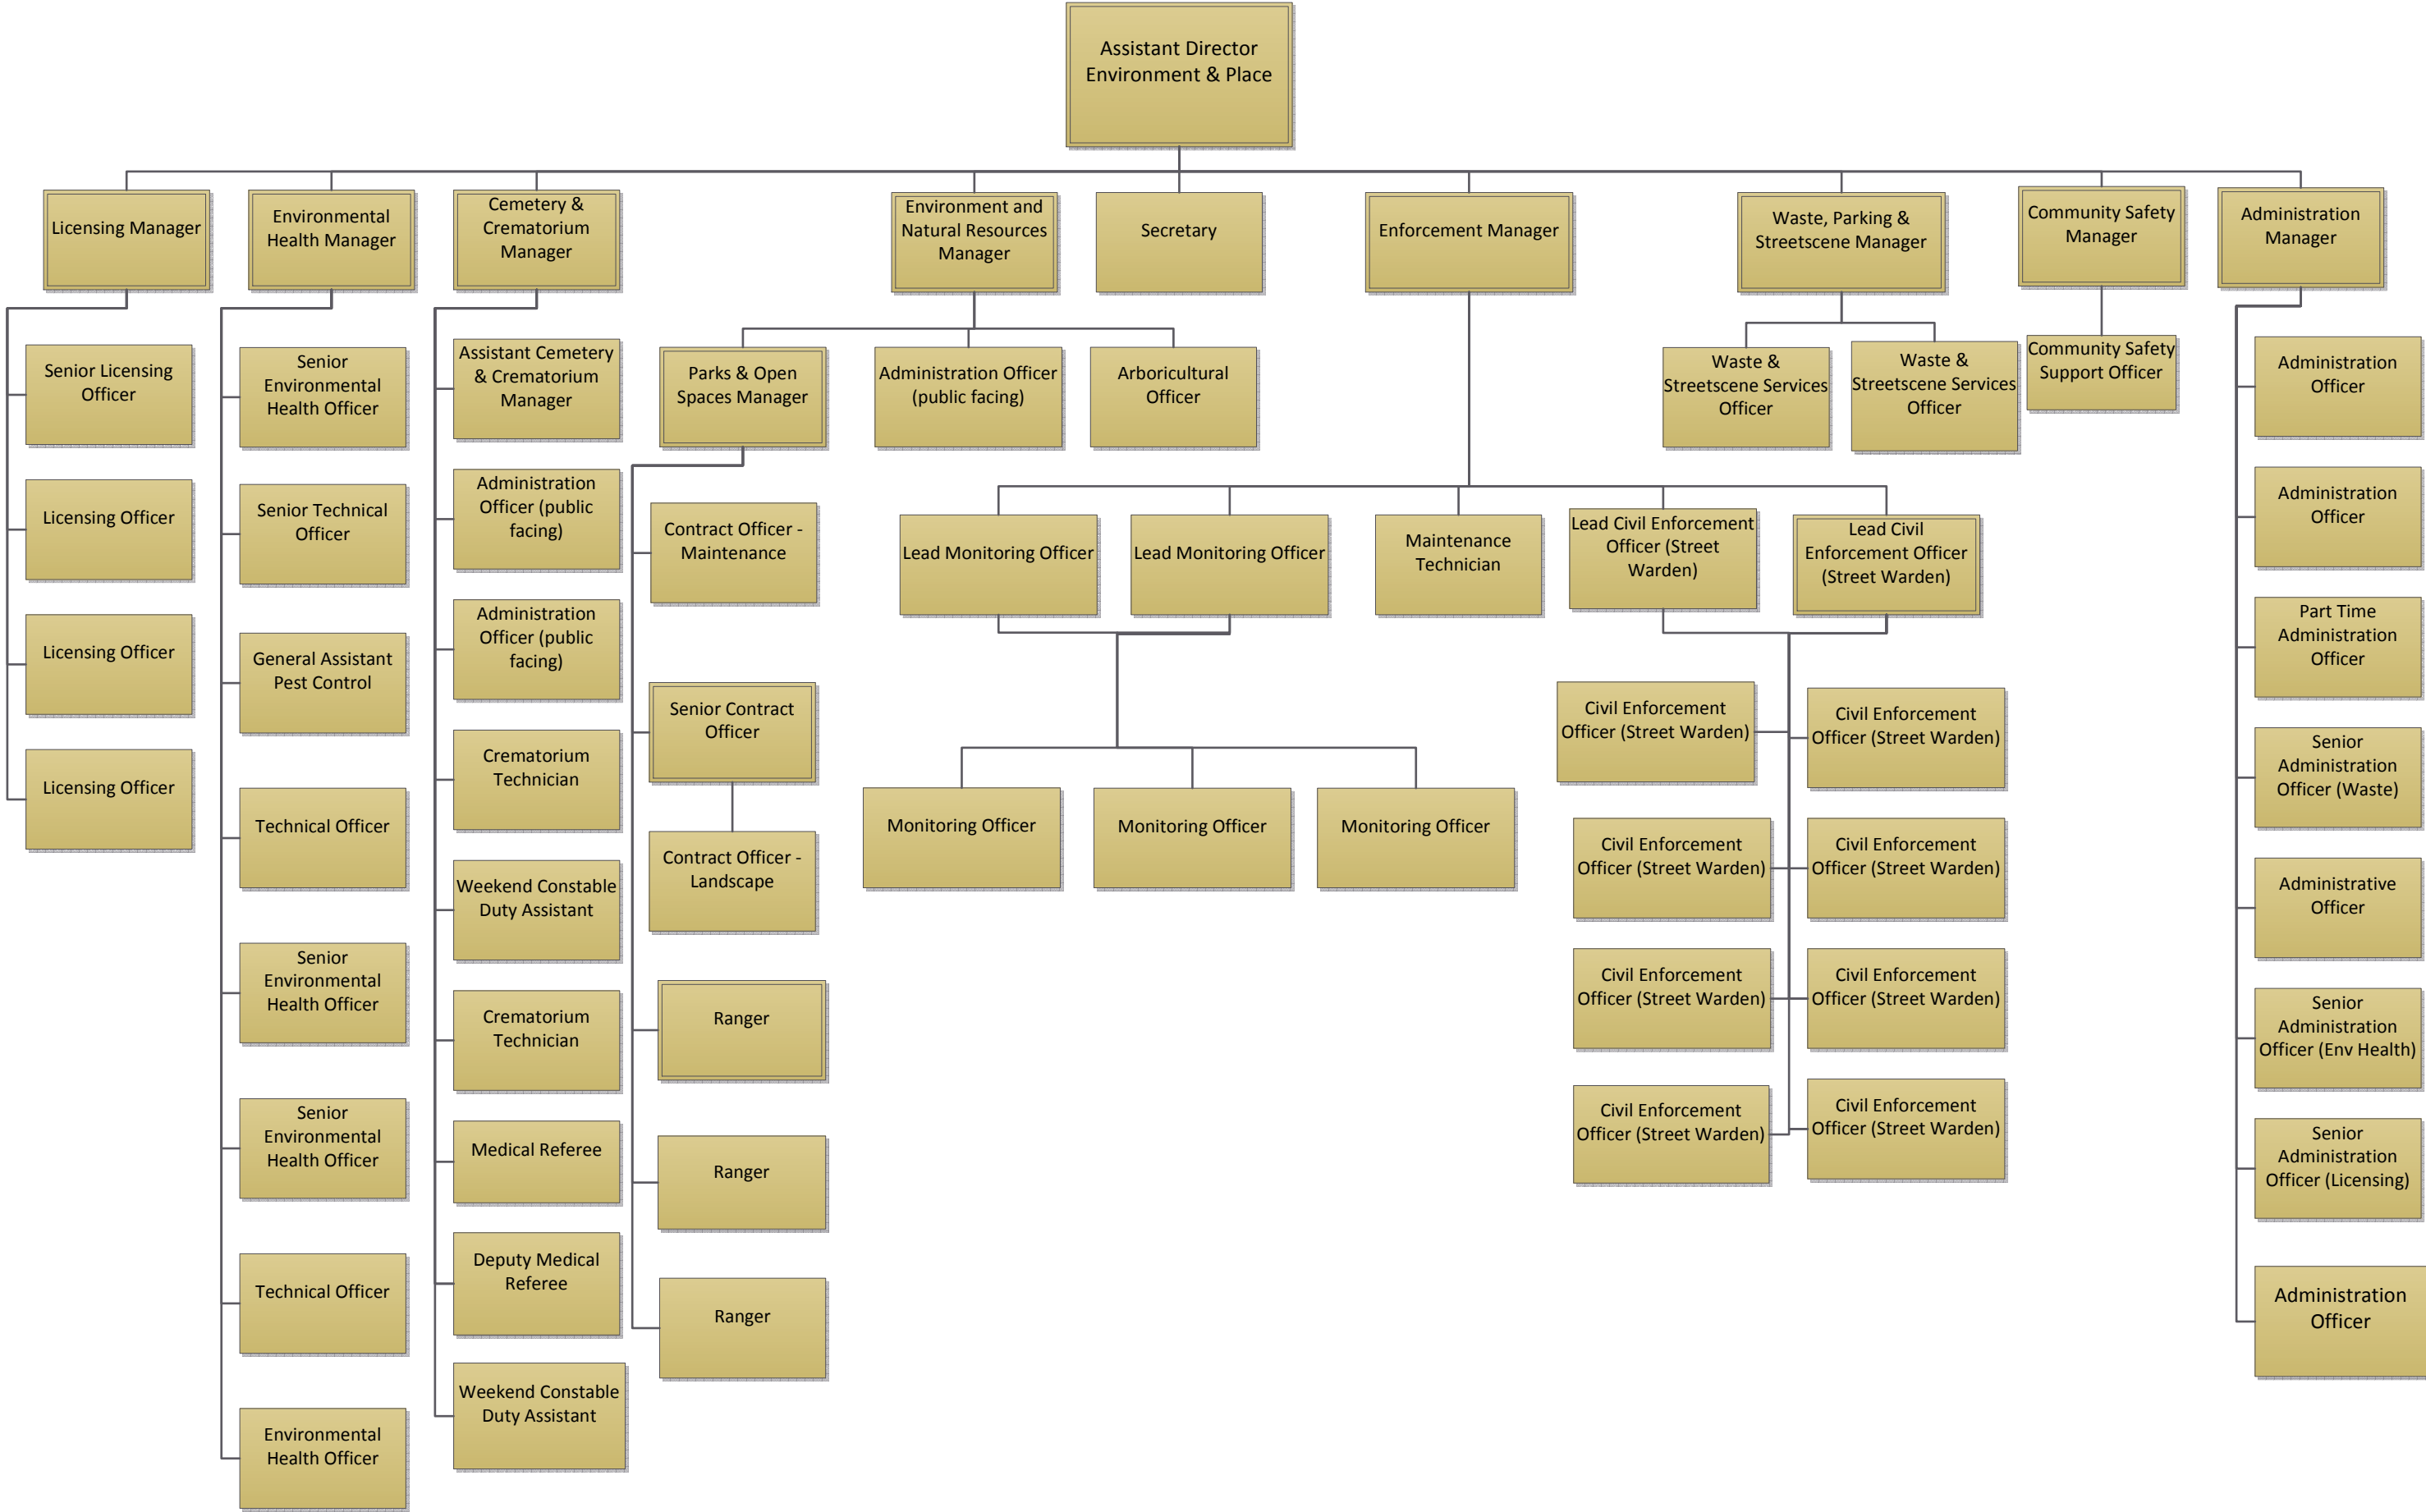 Assistant Director
Environment & Place
Licensing Manager
Environmental
Health Manager
Cemetery &
Crematorium
Manager
Environment and
Natural Resources
Manager
Secretary
Enforcement Manager
Waste, Parking &
Streetscene Manager
Community Safety
Manager
Administration
Manager
Senior Licensing
Officer
Licensing Officer
Licensing Officer
Licensing Officer
Senior
Environmental
Health Officer
Senior Technical
Officer
General Assistant
Pest Control
Technical Officer
Senior
Environmental
Health Officer
Senior
Environmental
Health Officer
Technical Officer
Environmental
Health Officer
Assistant Cemetery
& Crematorium
Manager
Administration
Officer (public
facing)
Administration
Officer (public
facing)
Crematorium
Technician
Weekend Constable
Duty Assistant
Crematorium
Technician
Medical Referee
Deputy Medical
Referee
Weekend Constable
Duty Assistant
Parks & Open
Spaces Manager
Administration Officer
(public facing)
Arboricultural
Officer
Contract Officer -
Maintenance
Senior Contract
Officer
Contract Officer -
Landscape
Ranger
Ranger
Ranger
Lead Monitoring Officer
Lead Monitoring Officer
Maintenance
Technician
Lead Civil Enforcement
Officer (Street
Warden)
Lead Civil
Enforcement Officer
(Street Warden)
Monitoring Officer
Monitoring Officer
Monitoring Officer
Civil Enforcement
Officer (Street Warden)
Civil Enforcement
Officer (Street Warden)
Civil Enforcement
Officer (Street Warden)
Civil Enforcement
Officer (Street Warden)
Civil Enforcement
Officer (Street Warden)
Civil Enforcement
Officer (Street Warden)
Civil Enforcement
Officer (Street Warden)
Civil Enforcement
Officer (Street Warden)
Waste &
Streetscene Services
Officer
Waste &
Streetscene Services
Officer
Community Safety
Support Officer
Administration
Officer
Administration
Officer
Part Time
Administration
Officer
Senior
Administration
Officer (Waste)
Administrative
Officer
Senior
Administration
Officer (Env Health)
Senior
Administration
Officer (Licensing)
Administration
Officer